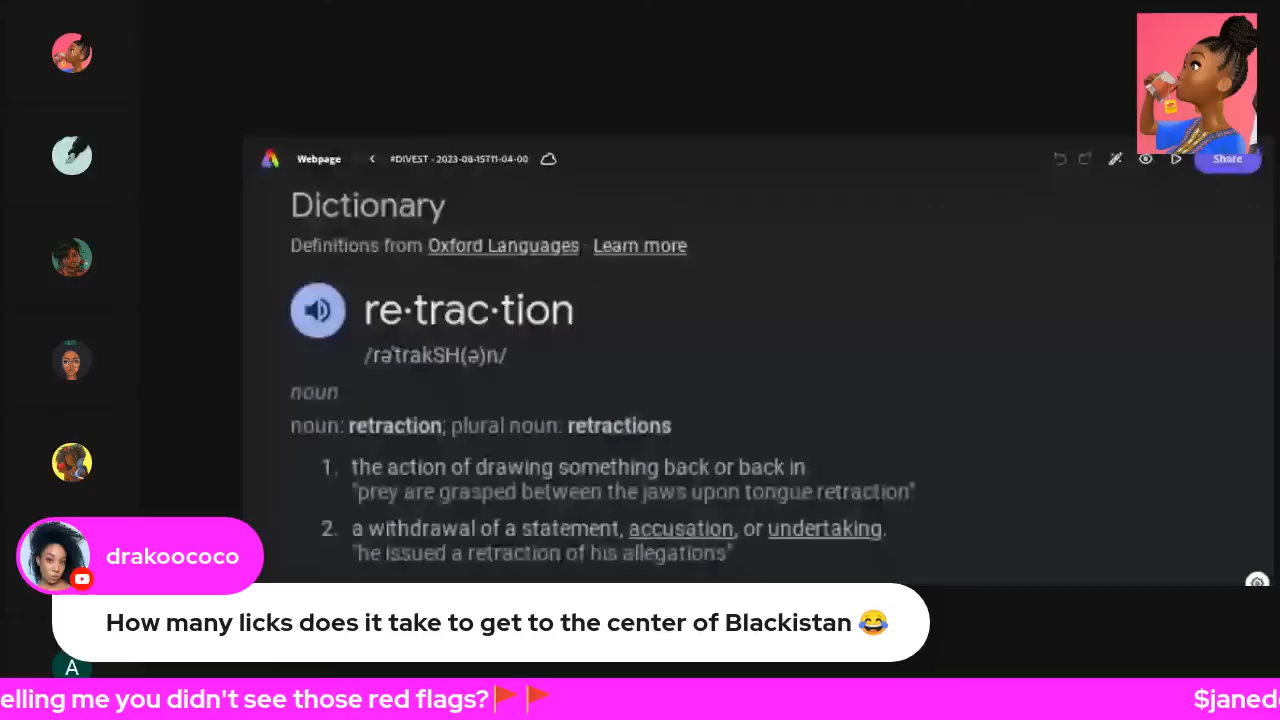 Webpage
#DIVEST - 2023-08-15T11-04-00
Share
Dictionary
Definitions from Oxford Languages Learn more
re·trac·tion
/rəˈtrakSH(ə)n/
noun
noun: retraction; plural noun: retractions
1. the action of drawing something back or back in
"prey are grasped between the jaws upon tongue retraction"
2. a withdrawal of a statement, accusation, or undertaking.
"he issued a retraction of his allegations"
drakoococo
How many licks does it take to get to the center of Blackistan 😂
A
elling me you didn't see those red flags?🚩🚩 $janed